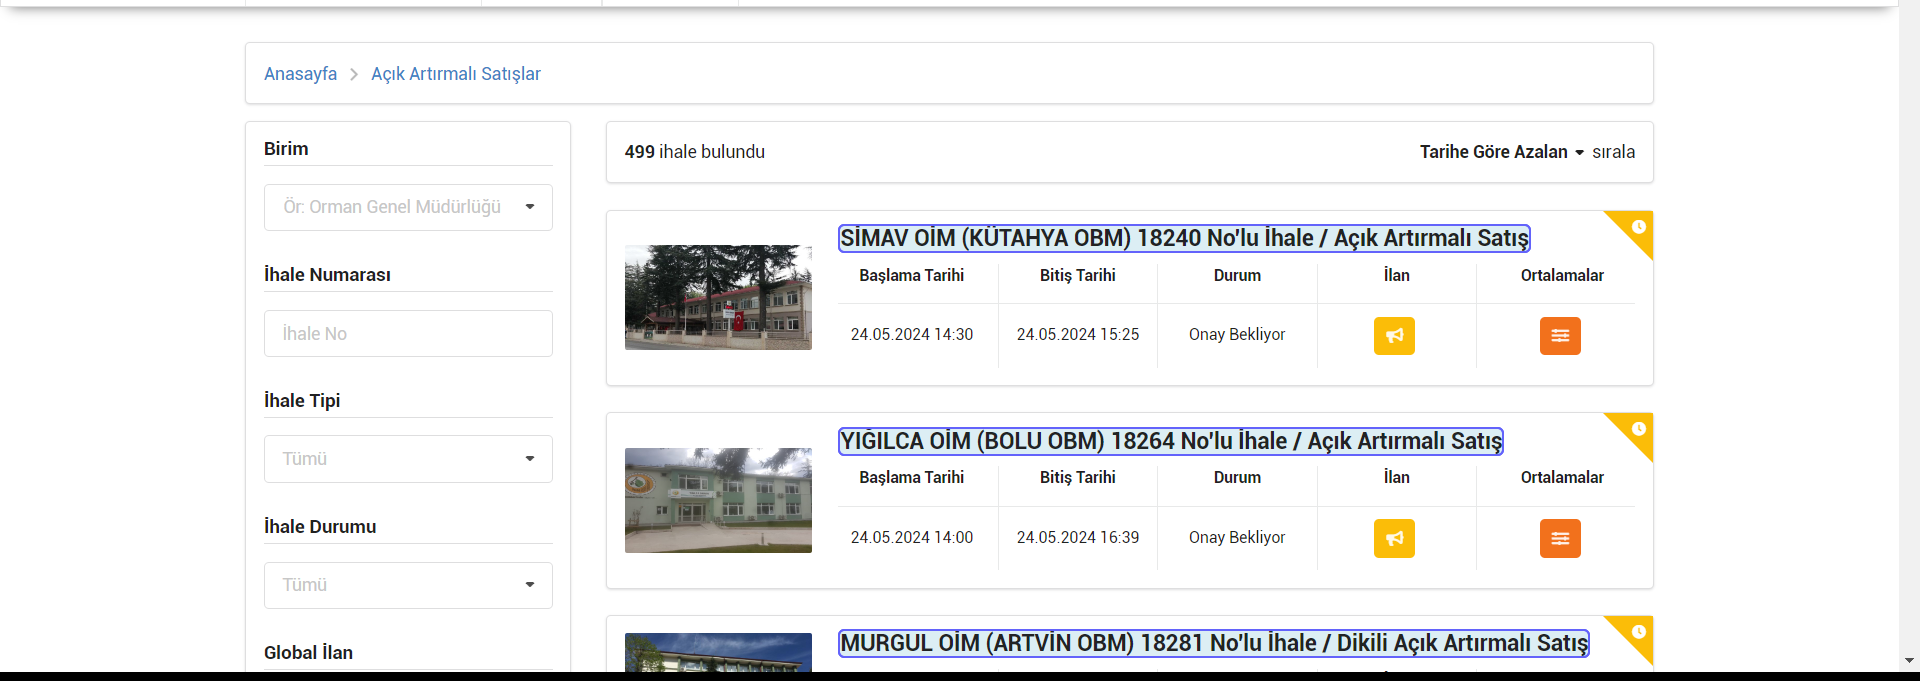 Anasayfa > Açık Artırmalı Satışlar
Birim
Ör: Orman Genel Müdürlüğü
İhale Numarası
İhale No
İhale Tipi
Tümü
İhale Durumu
Tümü
Global İlan
499 ihale bulundu
Tarihe Göre Azalan sırala
SİMAV OİM (KÜTAHYA OBM) 18240 No'lu İhale / Açık Artırmalı Satış
Başlama Tarihi Bitiş Tarihi Durum İlan Ortalamalar
24.05.2024 14:30 24.05.2024 15:25 Onay Bekliyor
YIĞILCA OİM (BOLU OBM) 18264 No'lu İhale / Açık Artırmalı Satış
Başlama Tarihi Bitiş Tarihi Durum İlan Ortalamalar
24.05.2024 14:00 24.05.2024 16:39 Onay Bekliyor
MURGUL OİM (ARTVİN OBM) 18281 No'lu İhale / Dikili Açık Artırmalı Satış